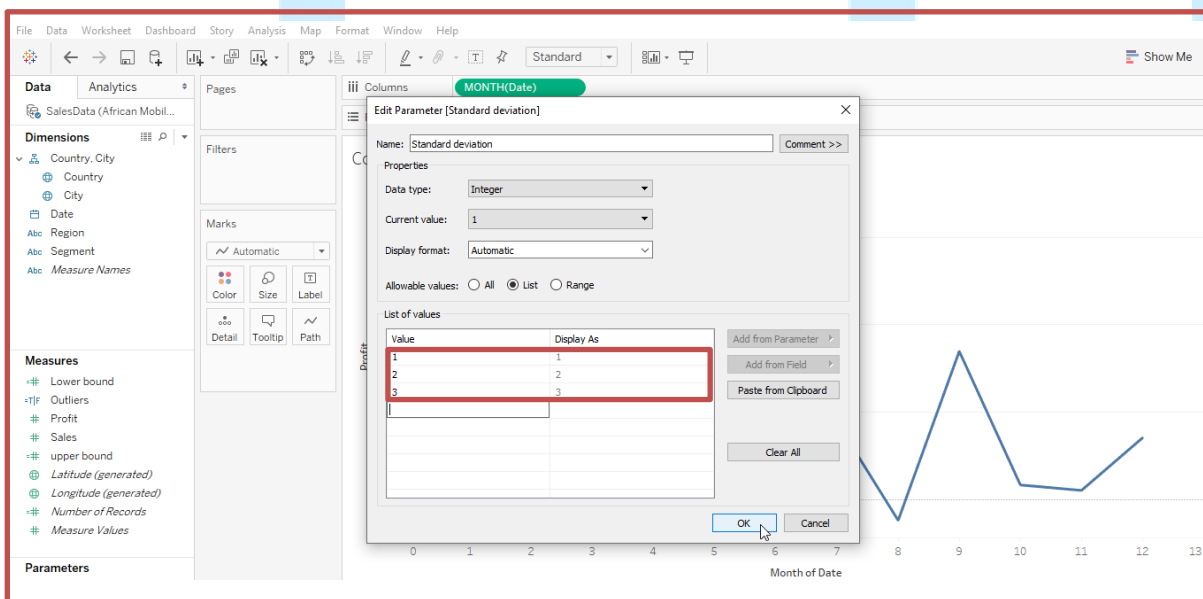 File Data Worksheet Dashboard Story Analysis Map Format Window Help
Standard
Show Me
Data Analytics
SalesData (African Mobil...
Dimensions
Country, City
Country
City
Date
Abc Region
Abc Segment
Abc Measure Names
Measures
Lower bound
=T|F Outliers
# Profit
# Sales
upper bound
Latitude (generated)
Longitude (generated)
Number of Records
# Measure Values
Parameters
Pages
Filters
Marks
Automatic
Color Size Label
Detail Tooltip Path
iii Columns MONTH(Date)
Edit Parameter [Standard deviation]
Name: Standard deviation Comment >>
Properties
Data type: Integer
Current value: 1
Display format: Automatic
Allowable values: All List Range
List of values
Value Display As
1 1
2 2
3 3
Add from Parameter
Add from Field
Paste from Clipboard
Clear All
OK Cancel
Profit
0 1 2 3 4 5 6 7 8 9 10 11 12 13
Month of Date